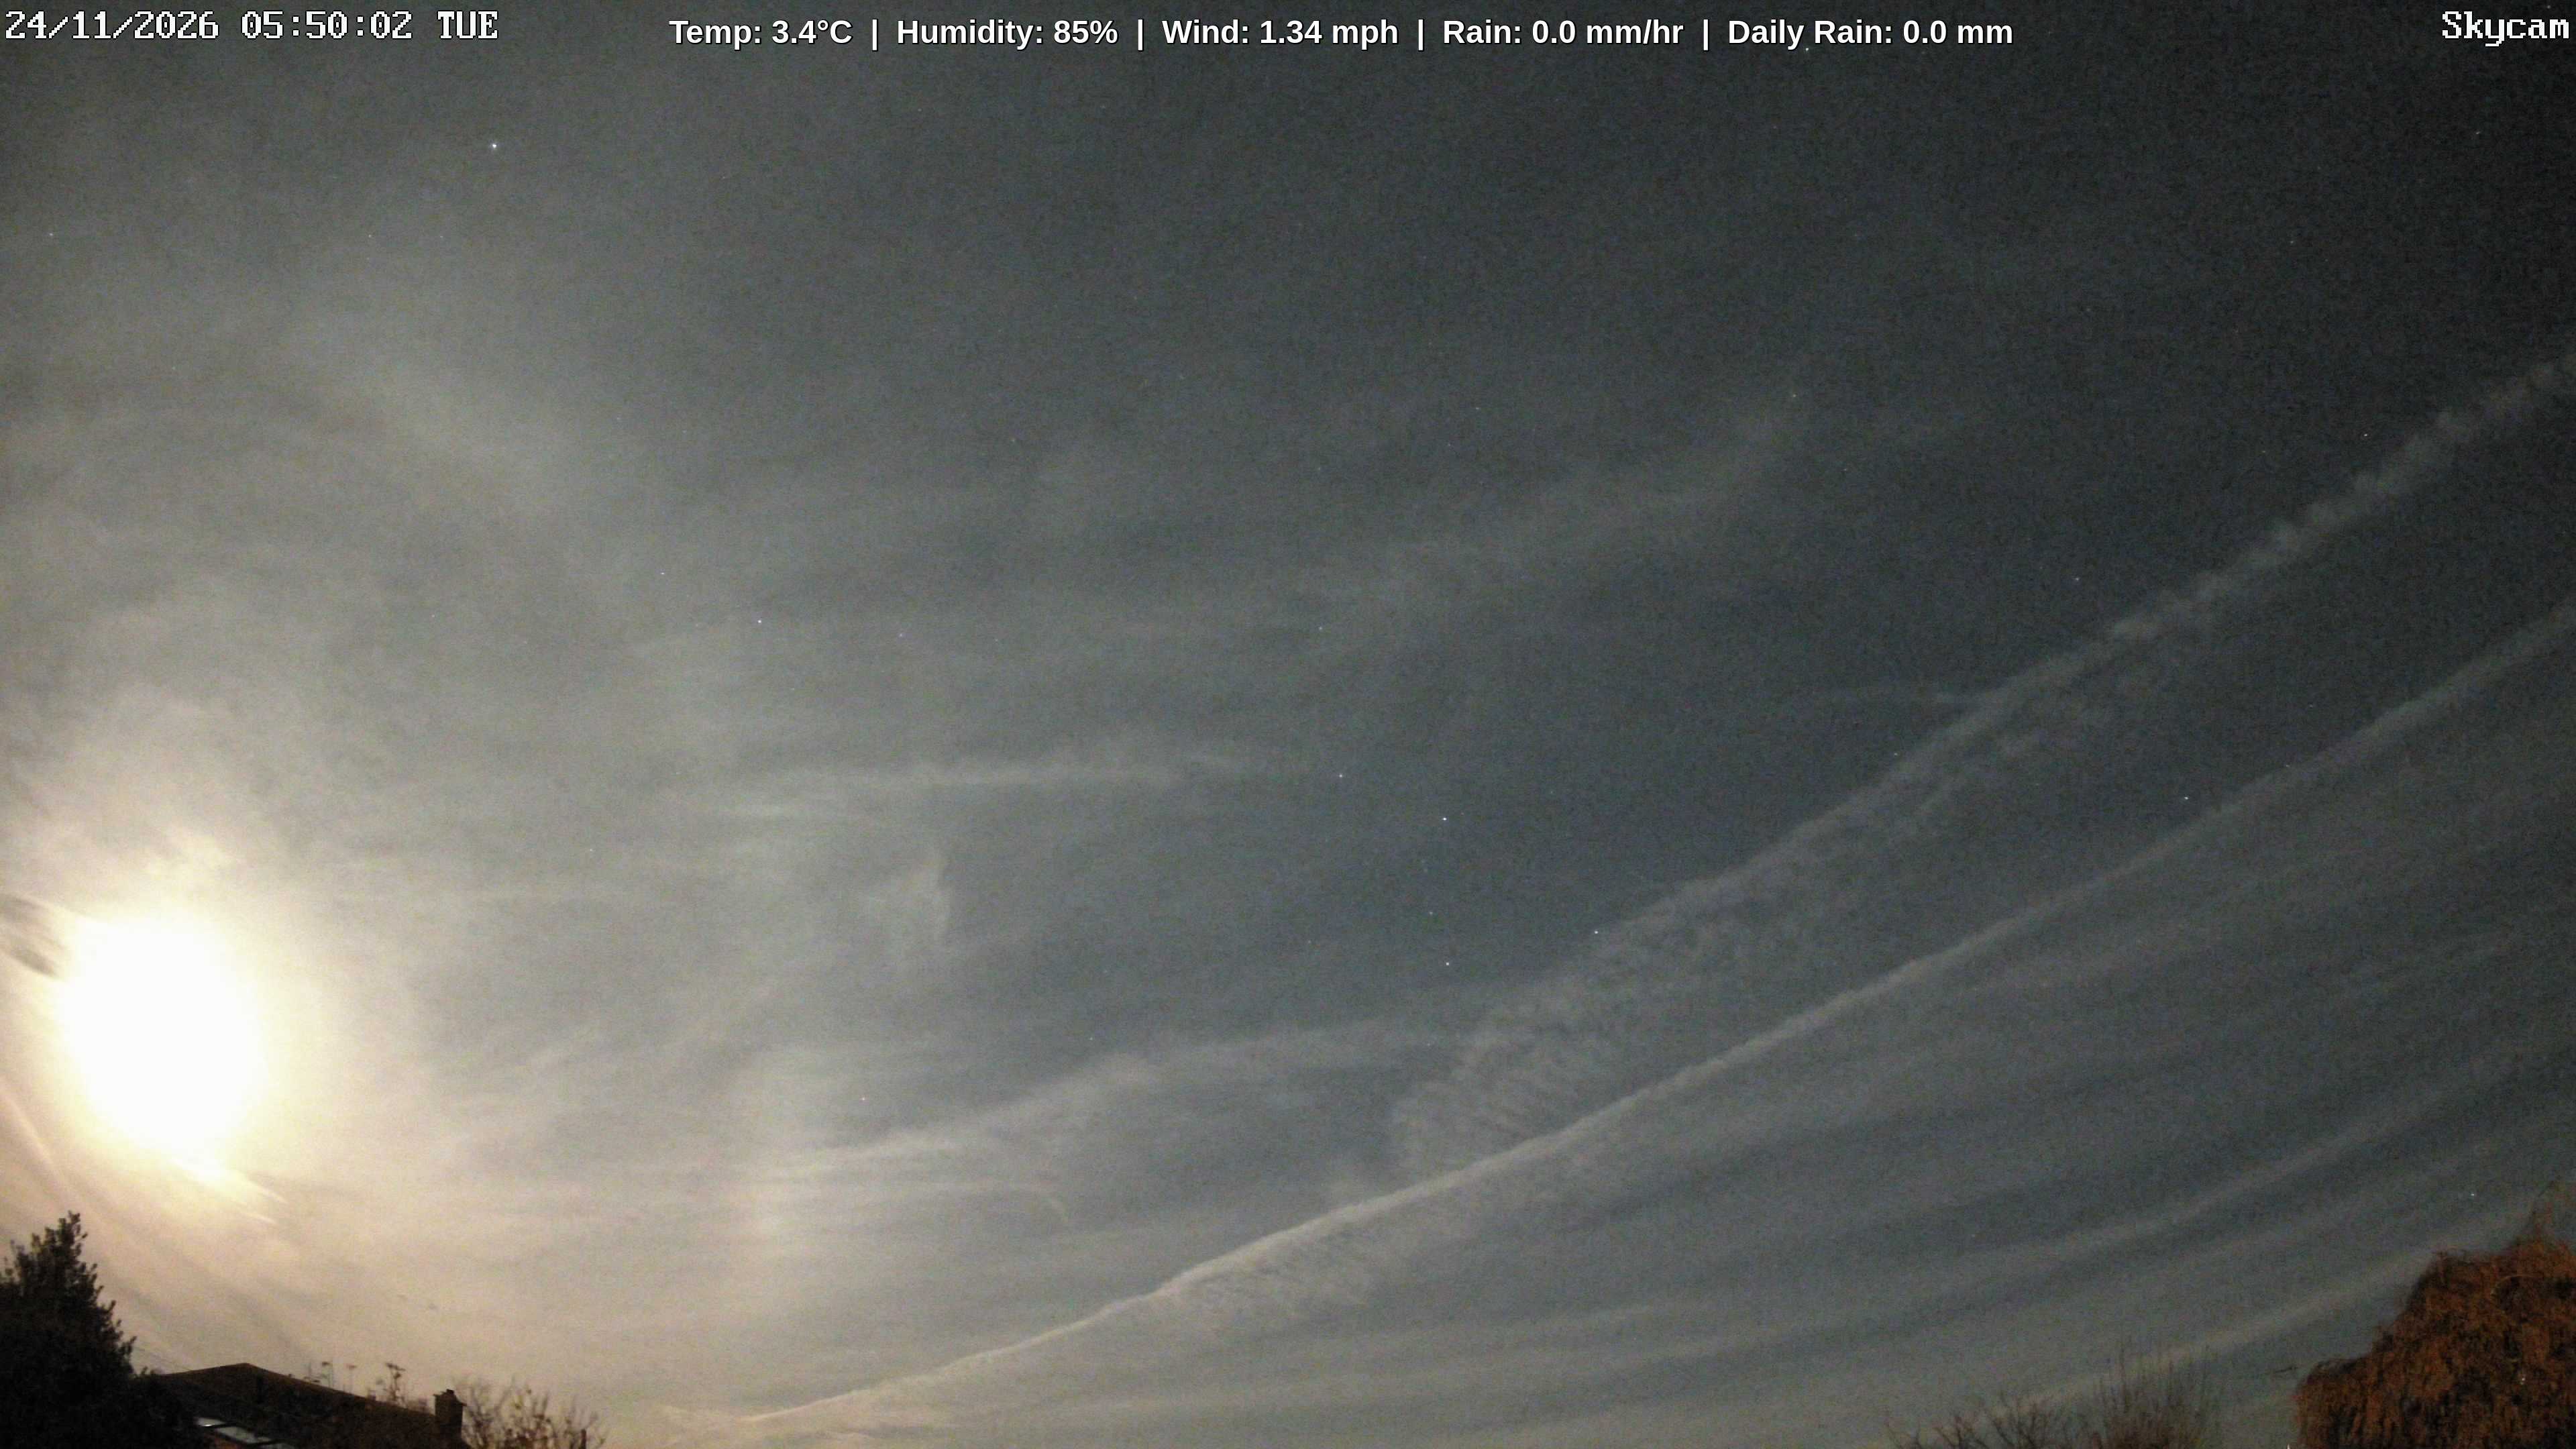 24/11/2026 05:50:02 TUE
Temp: 3.4°C | Humidity: 85% | Wind: 1.34 mph | Rain: 0.0 mm/hr | Daily Rain: 0.0 mm
Skycam